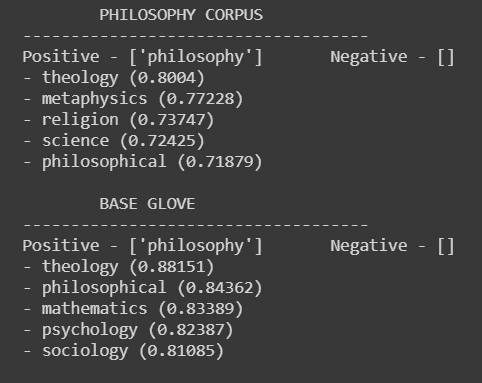 PHILOSOPHY CORPUS
------------------------------------
Positive - ['philosophy'] Negative - []
- theology (0.8004)
- metaphysics (0.77228)
- religion (0.73747)
- science (0.72425)
- philosophical (0.71879)
BASE GLOVE
------------------------------------
Positive - ['philosophy'] Negative - []
- theology (0.88151)
- philosophical (0.84362)
- mathematics (0.83389)
- psychology (0.82387)
- sociology (0.81085)